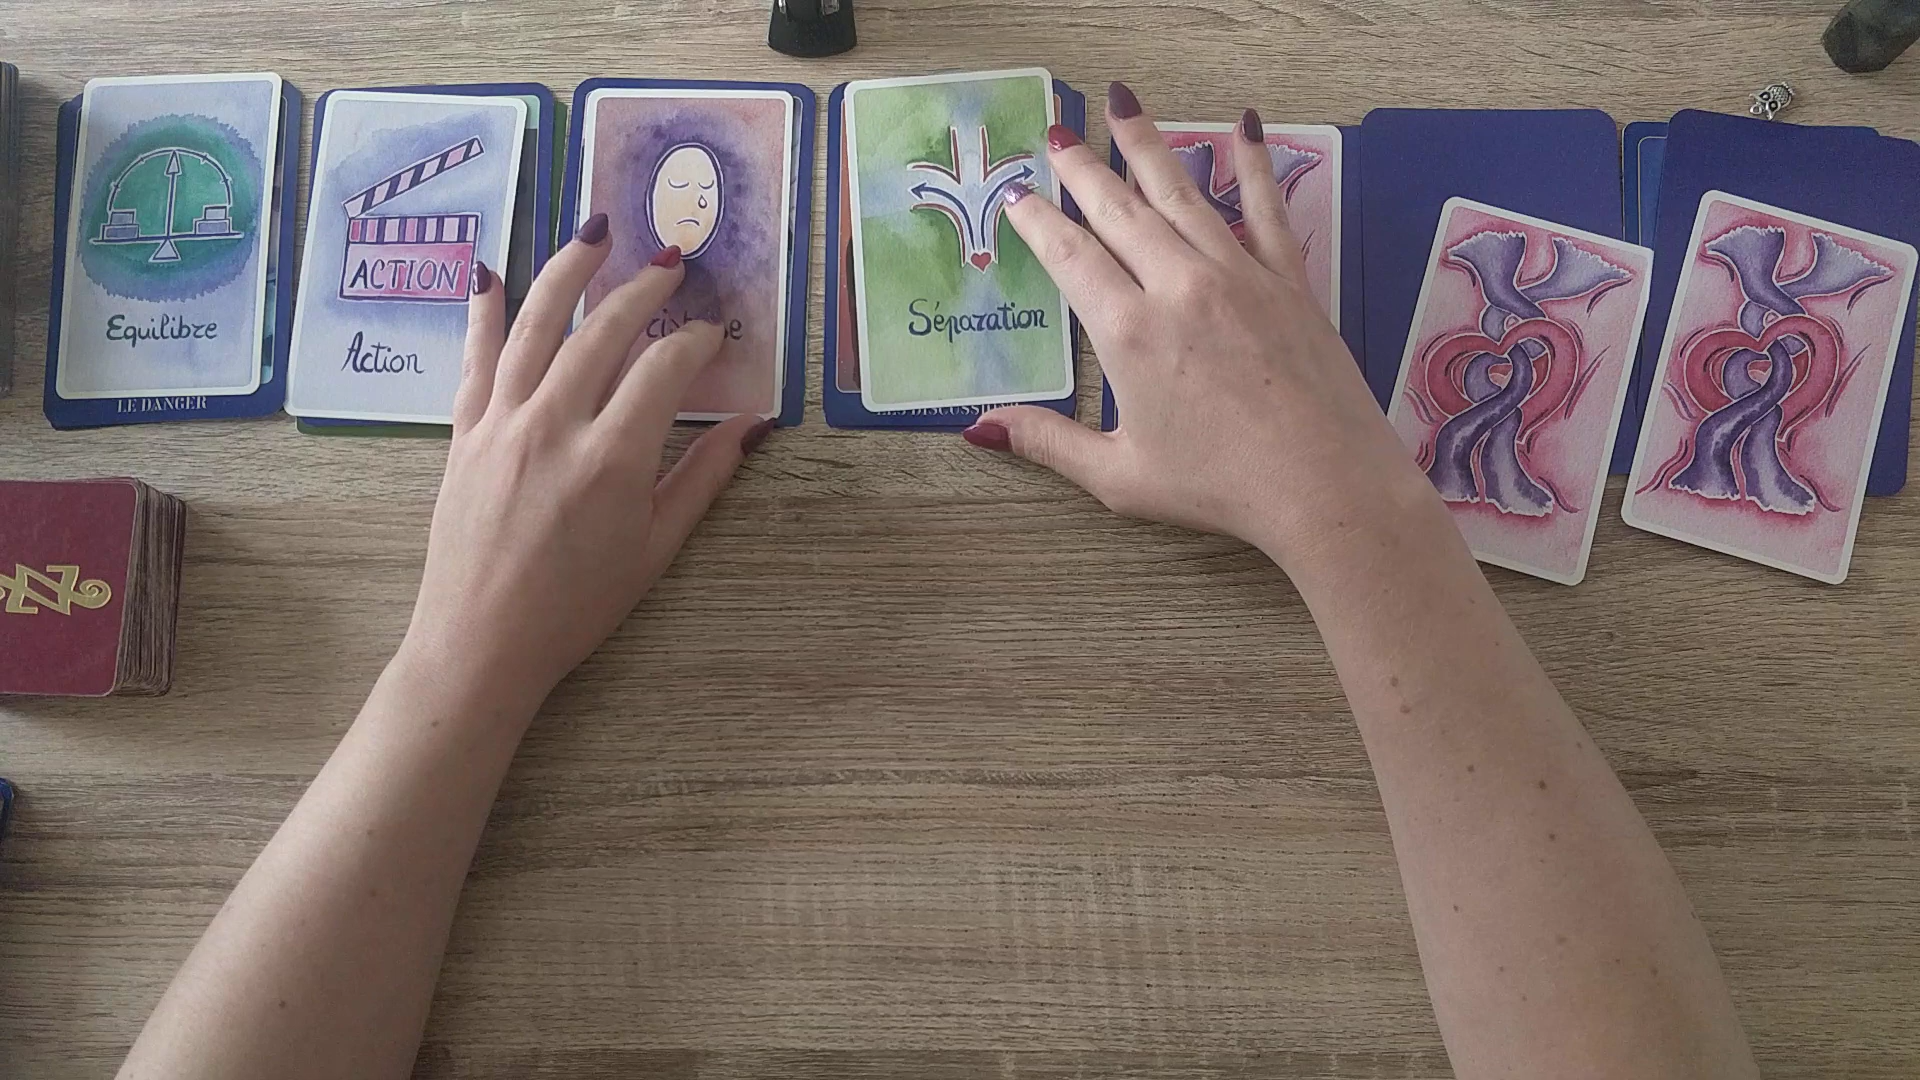 Equilibre
LE DANGER
ACTION
Action
Séparation